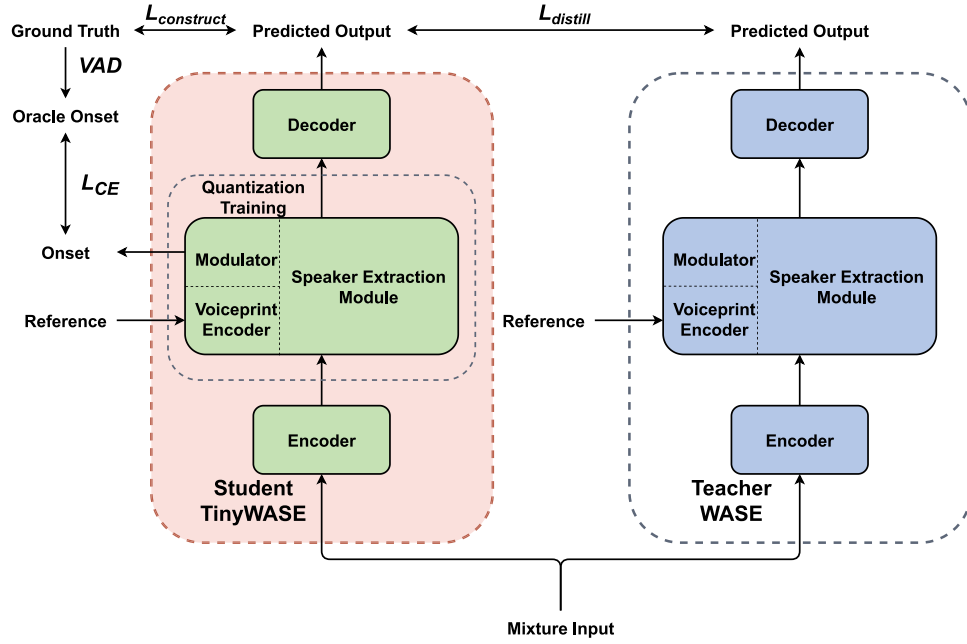 L_construct
L_distill
Ground Truth
Predicted Output
Predicted Output
VAD
Oracle Onset
Decoder
Decoder
L_CE
Quantization
Training
Onset
Modulator
Speaker Extraction
Module
Voiceprint
Encoder
Reference
Modulator
Speaker Extraction
Module
Voiceprint
Encoder
Reference
Encoder
Encoder
Student
TinyWASE
Teacher
WASE
Mixture Input